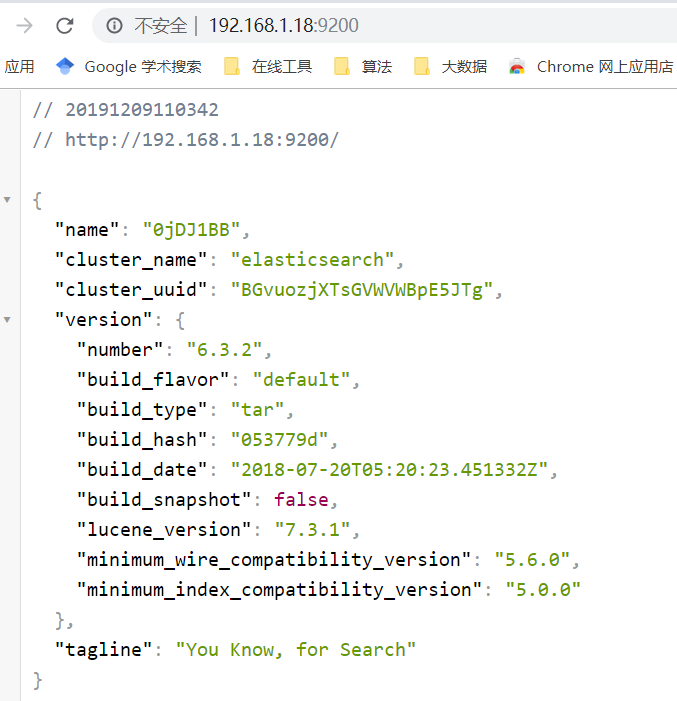 不安全 | 192.168.1.18:9200
应用 Google 学术搜索 在线工具 算法 大数据 Chrome 网上应用店
// 20191209110342
// http://192.168.1.18:9200/
{
"name": "0jDJ1BB",
"cluster_name": "elasticsearch",
"cluster_uuid": "BGvuozjXTsGVWVWBpE5JTg",
"version": {
"number": "6.3.2",
"build_flavor": "default",
"build_type": "tar",
"build_hash": "053779d",
"build_date": "2018-07-20T05:20:23.451332Z",
"build_snapshot": false,
"lucene_version": "7.3.1",
"minimum_wire_compatibility_version": "5.6.0",
"minimum_index_compatibility_version": "5.0.0"
},
"tagline": "You Know, for Search"
}